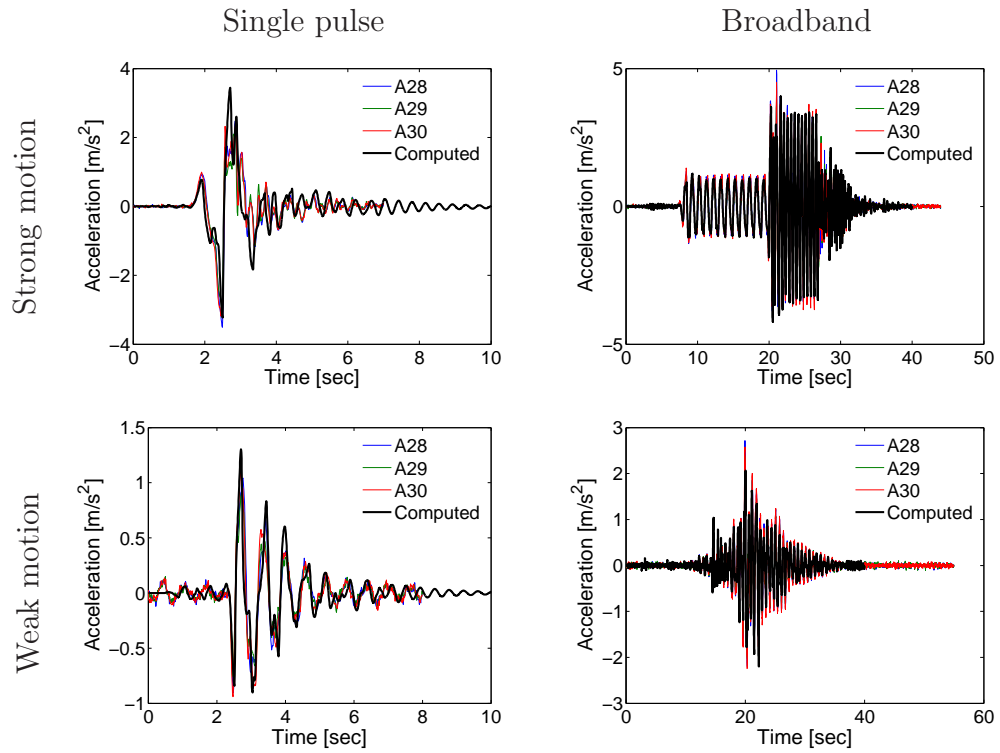 Single pulse
Broadband
Strong motion
Weak motion
4
2
0
−2
−4
Acceleration [m/s²]
0 2 4 6 8 10
Time [sec]
A28
A29
A30
Computed
5
0
−5
Acceleration [m/s²]
0 10 20 30 40 50
Time [sec]
A28
A29
A30
Computed
1.5
1
0.5
0
−0.5
−1
Acceleration [m/s²]
0 2 4 6 8 10
Time [sec]
A28
A29
A30
Computed
3
2
1
0
−1
−2
−3
Acceleration [m/s²]
0 20 40 60
Time [sec]
A28
A29
A30
Computed